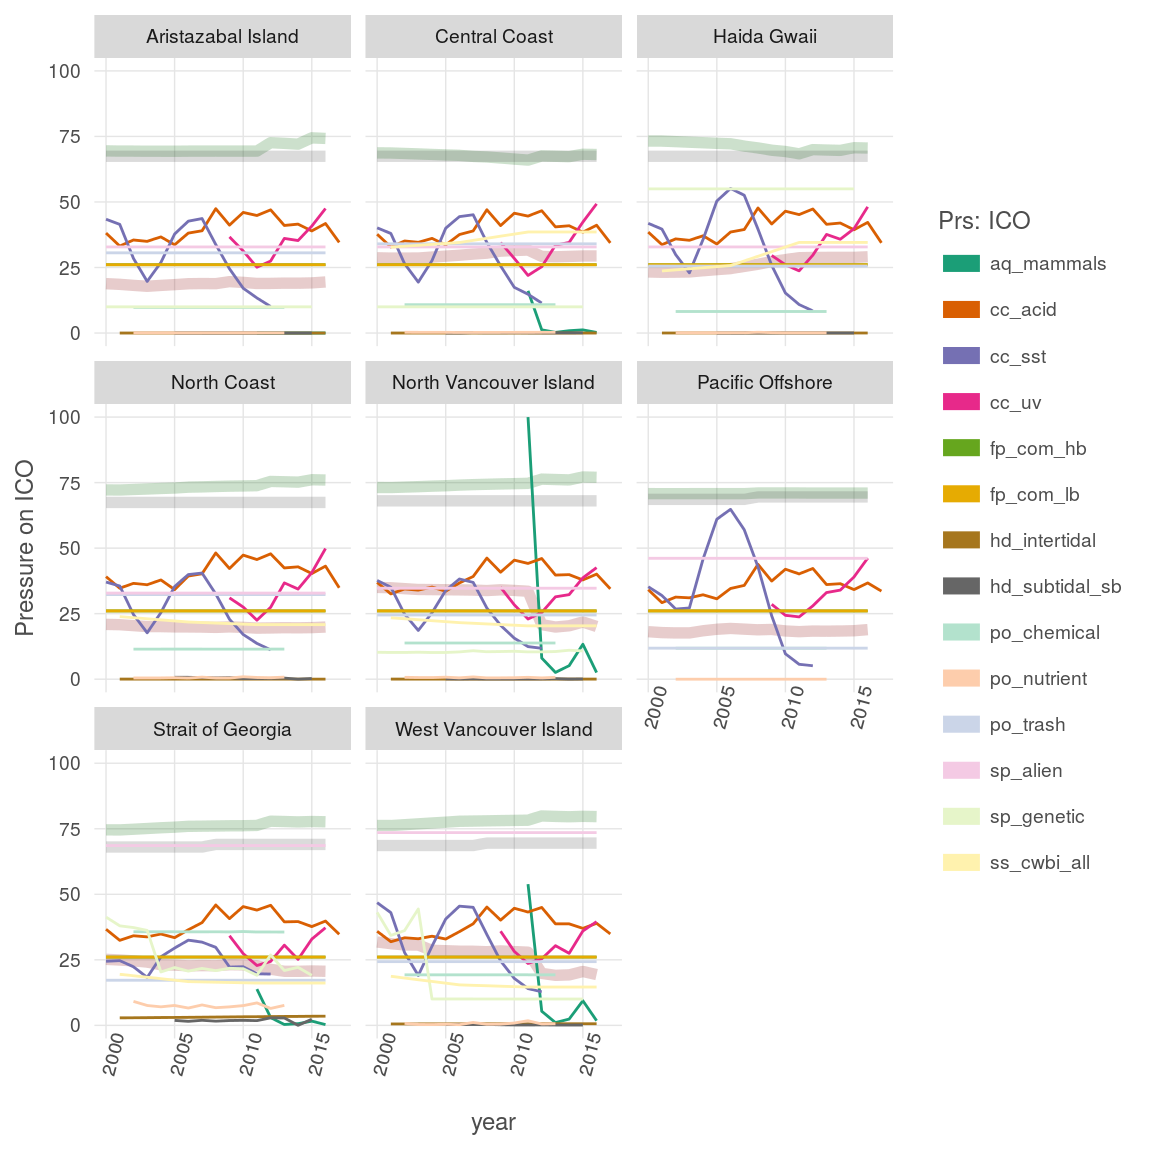 Aristazabal Island
Central Coast
Haida Gwaii
100
75
50
25
0
North Coast
North Vancouver Island
Pacific Offshore
100
75
50
25
0
2000
2005
2010
2015
Strait of Georgia
West Vancouver Island
100
75
50
25
0
2000
2005
2010
2015
2000
2005
2010
2015
Pressure on ICO
year
Prs: ICO
aq_mammals
cc_acid
cc_sst
cc_uv
fp_com_hb
fp_com_lb
hd_intertidal
hd_subtidal_sb
po_chemical
po_nutrient
po_trash
sp_alien
sp_genetic
ss_cwbi_all